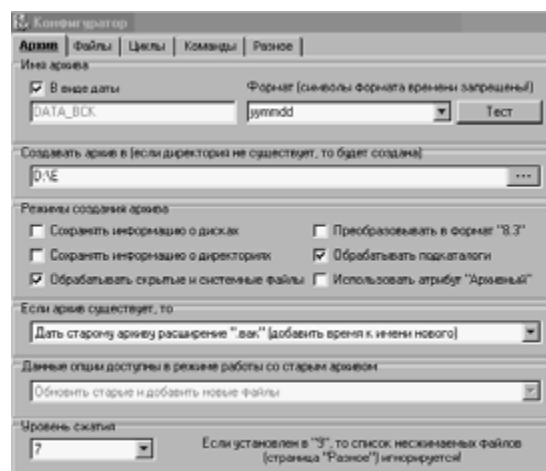 Конфигуратор
Архив Файлы Циклы Команды Разное
Имя архива
В виде даты Формат (символы формата времени запрещены!)
DATA_BCK yymmdd Тест
Создавать архив в (если директория не существует, то будет создана)
D:\E ...
Режимы создания архива
Сохранять информацию о дисках Преобразовывать в формат "8.3"
Сохранять информацию о директориях Обрабатывать подкаталоги
Обрабатывать скрытые и системные файлы Использовать атрибут "Архивный"
Если архив существует, то
Дать старому архиву расширение ".bak" (добавить время к имени нового)
Данные опции доступны в режиме работы со старым архивом
Обновить старые и добавить новые файлы
Уровень сжатия
7 Если установлен в "9", то список несжимаемых файлов
(страница "Разное") игнорируется!